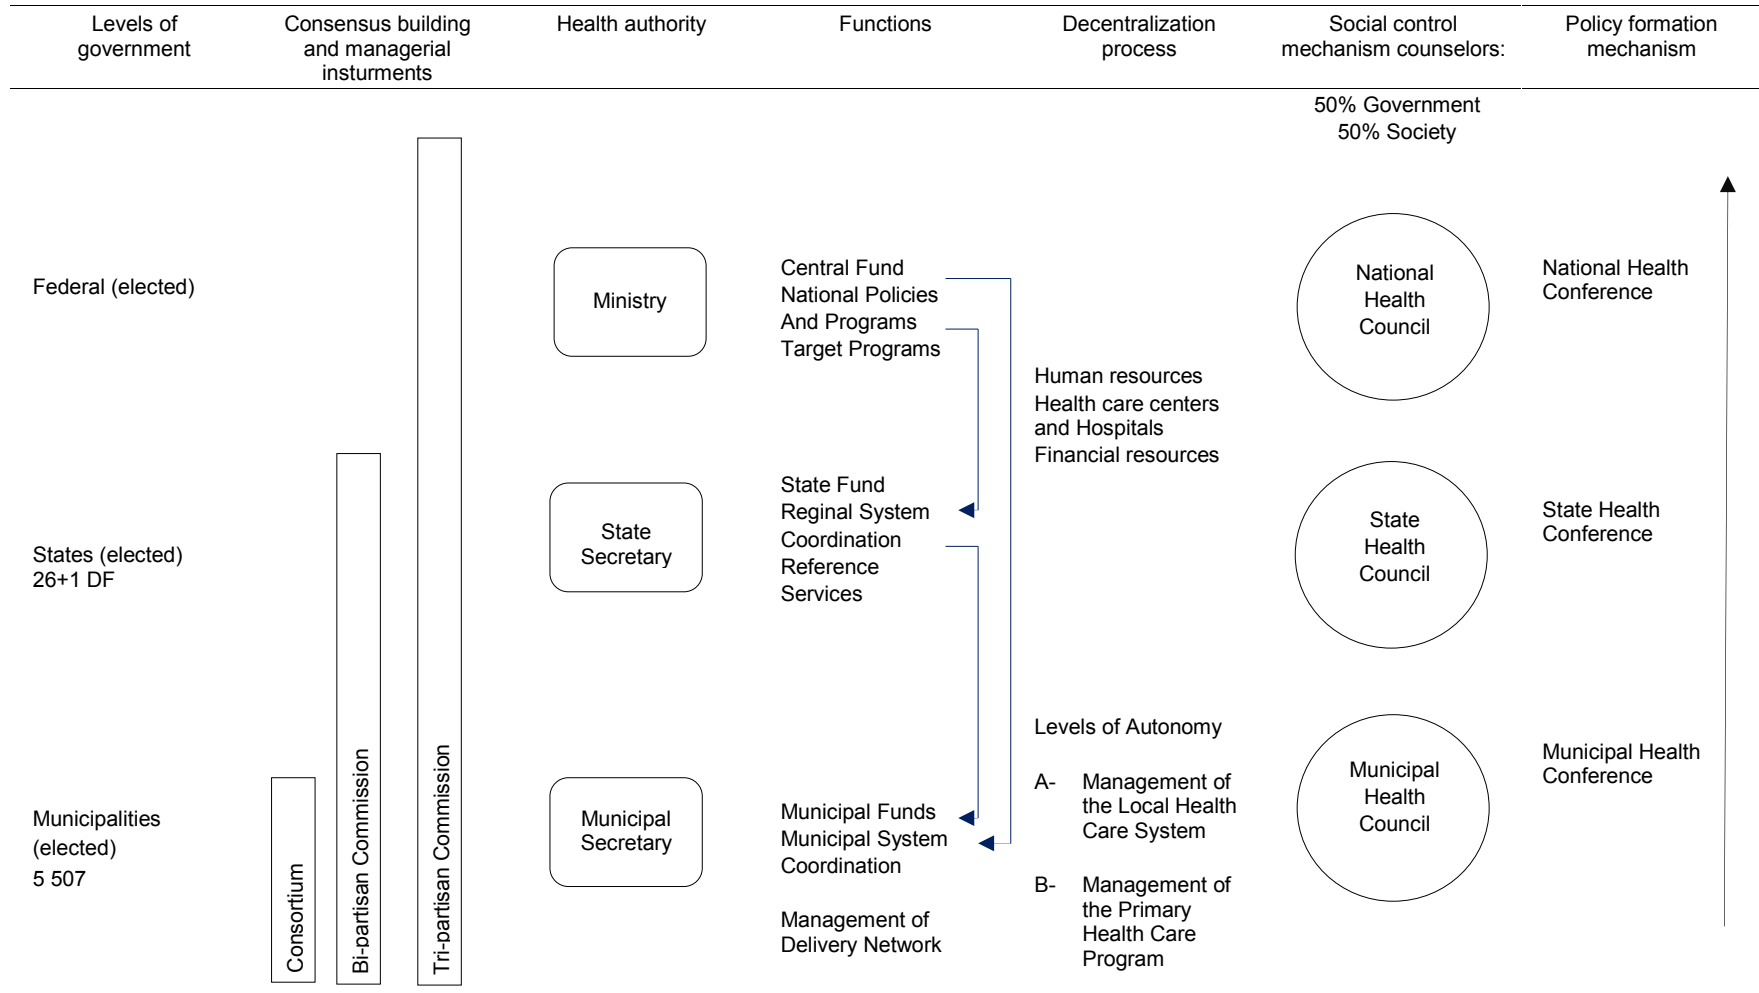 Levels of
government
Consensus building
and managerial
insturments
Health authority
Functions
Decentralization
process
Social control
mechanism counselors:
Policy formation
mechanism
50% Government
50% Society
Federal (elected)
Ministry
Central Fund
National Policies
And Programs
Target Programs
Human resources
Health care centers
and Hospitals
Financial resources
National
Health
Council
National Health
Conference
States (elected)
26+1 DF
State
Secretary
State Fund
Reginal System
Coordination
Reference
Services
State
Health
Council
State Health
Conference
Municipalities
(elected)
5 507
Consortium
Bi-partisan Commission
Tri-partisan Commission
Municipal
Secretary
Municipal Funds
Municipal System
Coordination
Management of
Delivery Network
Levels of Autonomy
A- Management of
the Local Health
Care System
B- Management of
the Primary
Health Care
Program
Municipal
Health
Council
Municipal Health
Conference